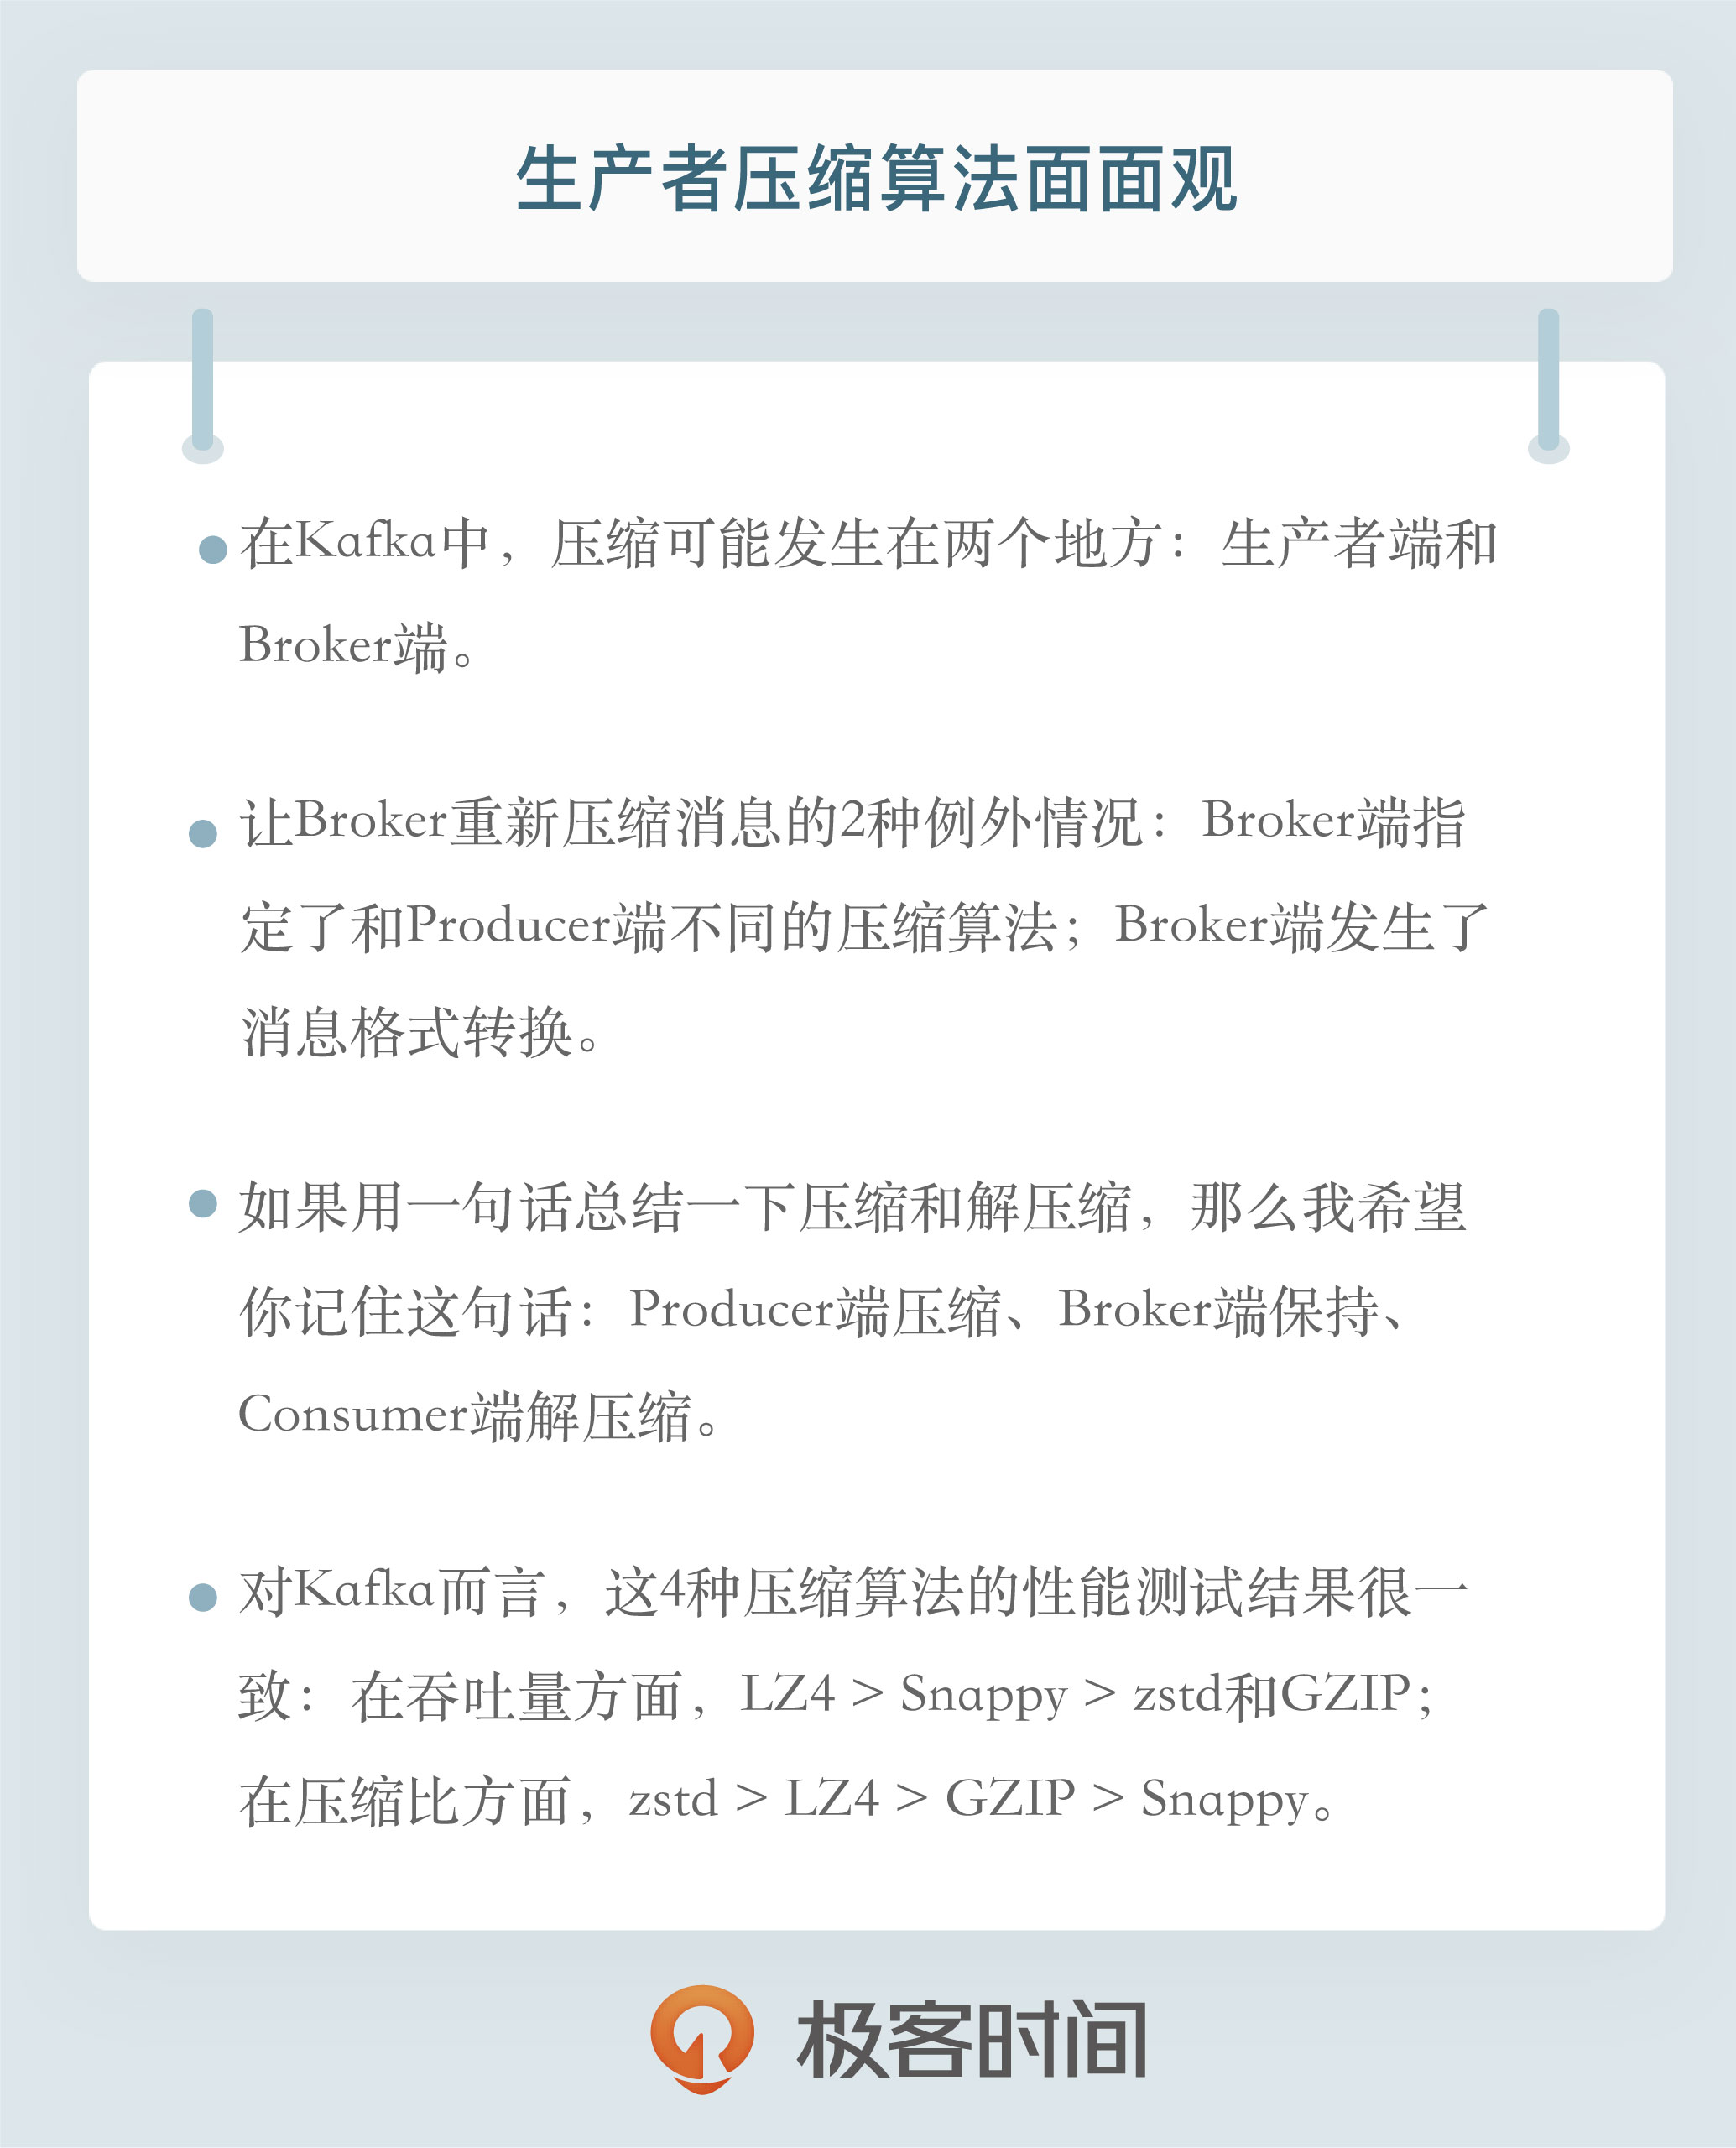 生产者压缩算法面面观
在Kafka中，压缩可能发生在两个地方：生产者端和
Broker端。
让Broker重新压缩消息的2种例外情况：Broker端指
定了和Producer端不同的压缩算法；Broker端发生了
消息格式转换。
如果用一句话总结一下压缩和解压缩，那么我希望
你记住这句话：Producer端压缩、Broker端保持、
Consumer端解压缩。
对Kafka而言，这4种压缩算法的性能测试结果很一
致：在吞吐量方面，LZ4 > Snappy > zstd和GZIP；
在压缩比方面，zstd > LZ4 > GZIP > Snappy。
极客时间